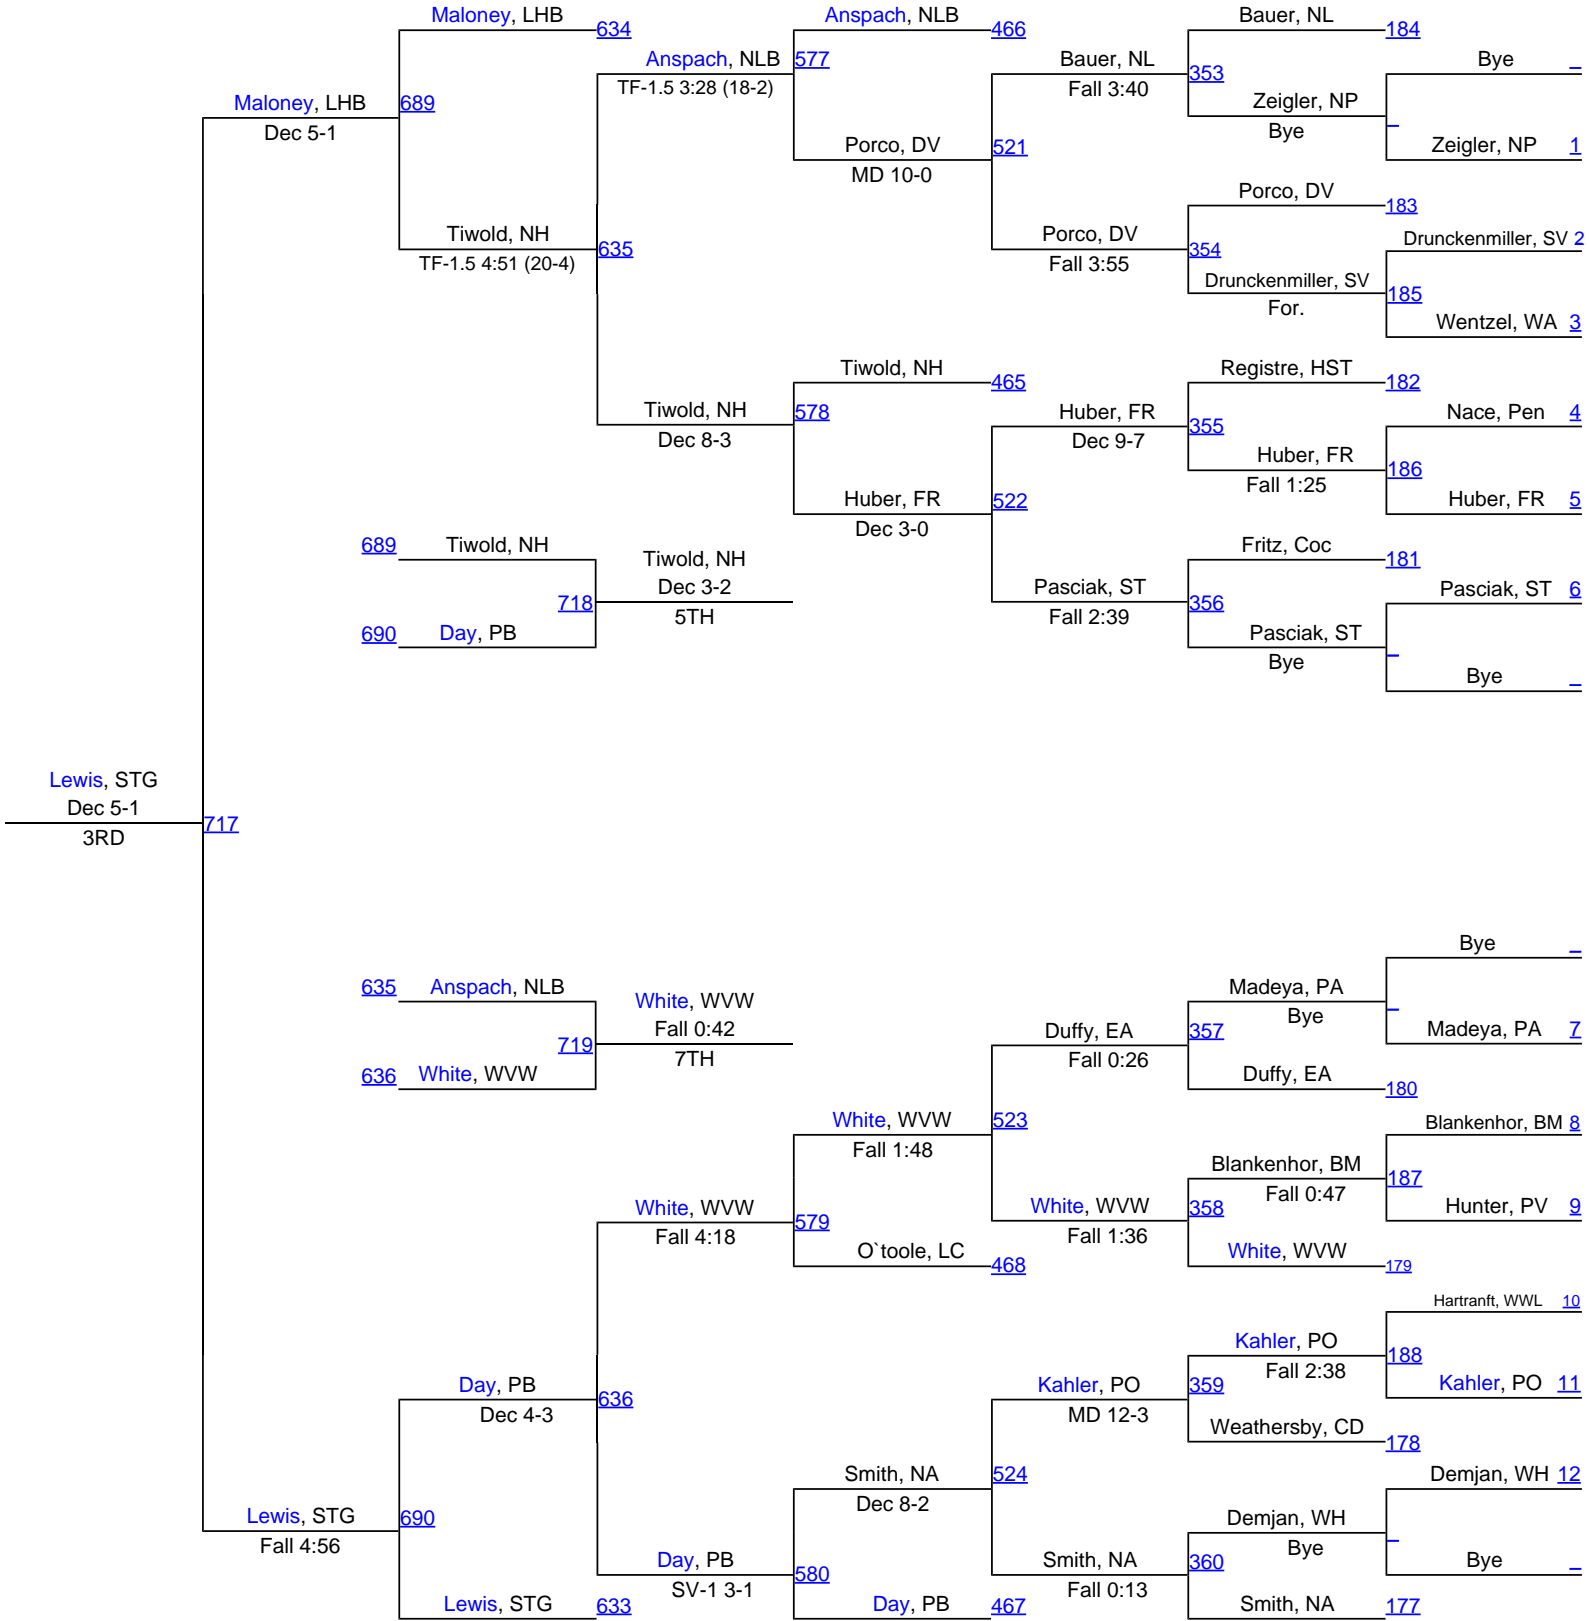 Maloney, LHB
634
Anspach, NLB
466
Bauer, NL
184
Anspach, NLB
577
TF-1.5 3:28 (18-2)
Bauer, NL
353
Fall 3:40
Bye
_
Maloney, LHB
689
Dec 5-1
Zeigler, NP
Bye
_
Porco, DV
521
MD 10-0
Zeigler, NP 1
Porco, DV
183
Tiwold, NH
635
TF-1.5 4:51 (20-4)
Porco, DV
354
Fall 3:55
Drunckenmiller, SV 2
Drunckenmiller, SV
185
For.
Wentzel, WA 3
Tiwold, NH
465
Registre, HST
182
Tiwold, NH
578
Dec 8-3
Huber, FR
355
Dec 9-7
Nace, Pen 4
Huber, FR
186
Fall 1:25
Huber, FR
522
Dec 3-0
Huber, FR 5
689
Tiwold, NH
Tiwold, NH
Dec 3-2
718
5TH
690
Day, PB
Fritz, Coc
181
Pasciak, ST
356
Fall 2:39
Pasciak, ST 6
Pasciak, ST
Bye
_
Bye
_
Lewis, STG
Dec 5-1
717
3RD
Bye
_
635
Anspach, NLB
White, WVW
Fall 0:42
719
7TH
636
White, WVW
Madeya, PA
Bye
_
Duffy, EA
357
Fall 0:26
Madeya, PA 7
Duffy, EA
180
White, WVW
523
Fall 1:48
Blankenhor, BM 8
Blankenhor, BM
187
Fall 0:47
White, WVW
579
Fall 4:18
White, WVW
358
Fall 1:36
Hunter, PV 9
O`toole, LC
468
White, WVW
179
Hartranft, WWL 10
Kahler, PO
188
Fall 2:38
Day, PB
636
Dec 4-3
Kahler, PO
359
MD 12-3
Kahler, PO 11
Weathersby, CD
178
Smith, NA
524
Dec 8-2
Demjan, WH 12
Lewis, STG
690
Fall 4:56
Demjan, WH
Bye
_
Day, PB
580
SV-1 3-1
Smith, NA
360
Fall 0:13
Bye
_
Lewis, STG
633
Day, PB
467
Smith, NA
177